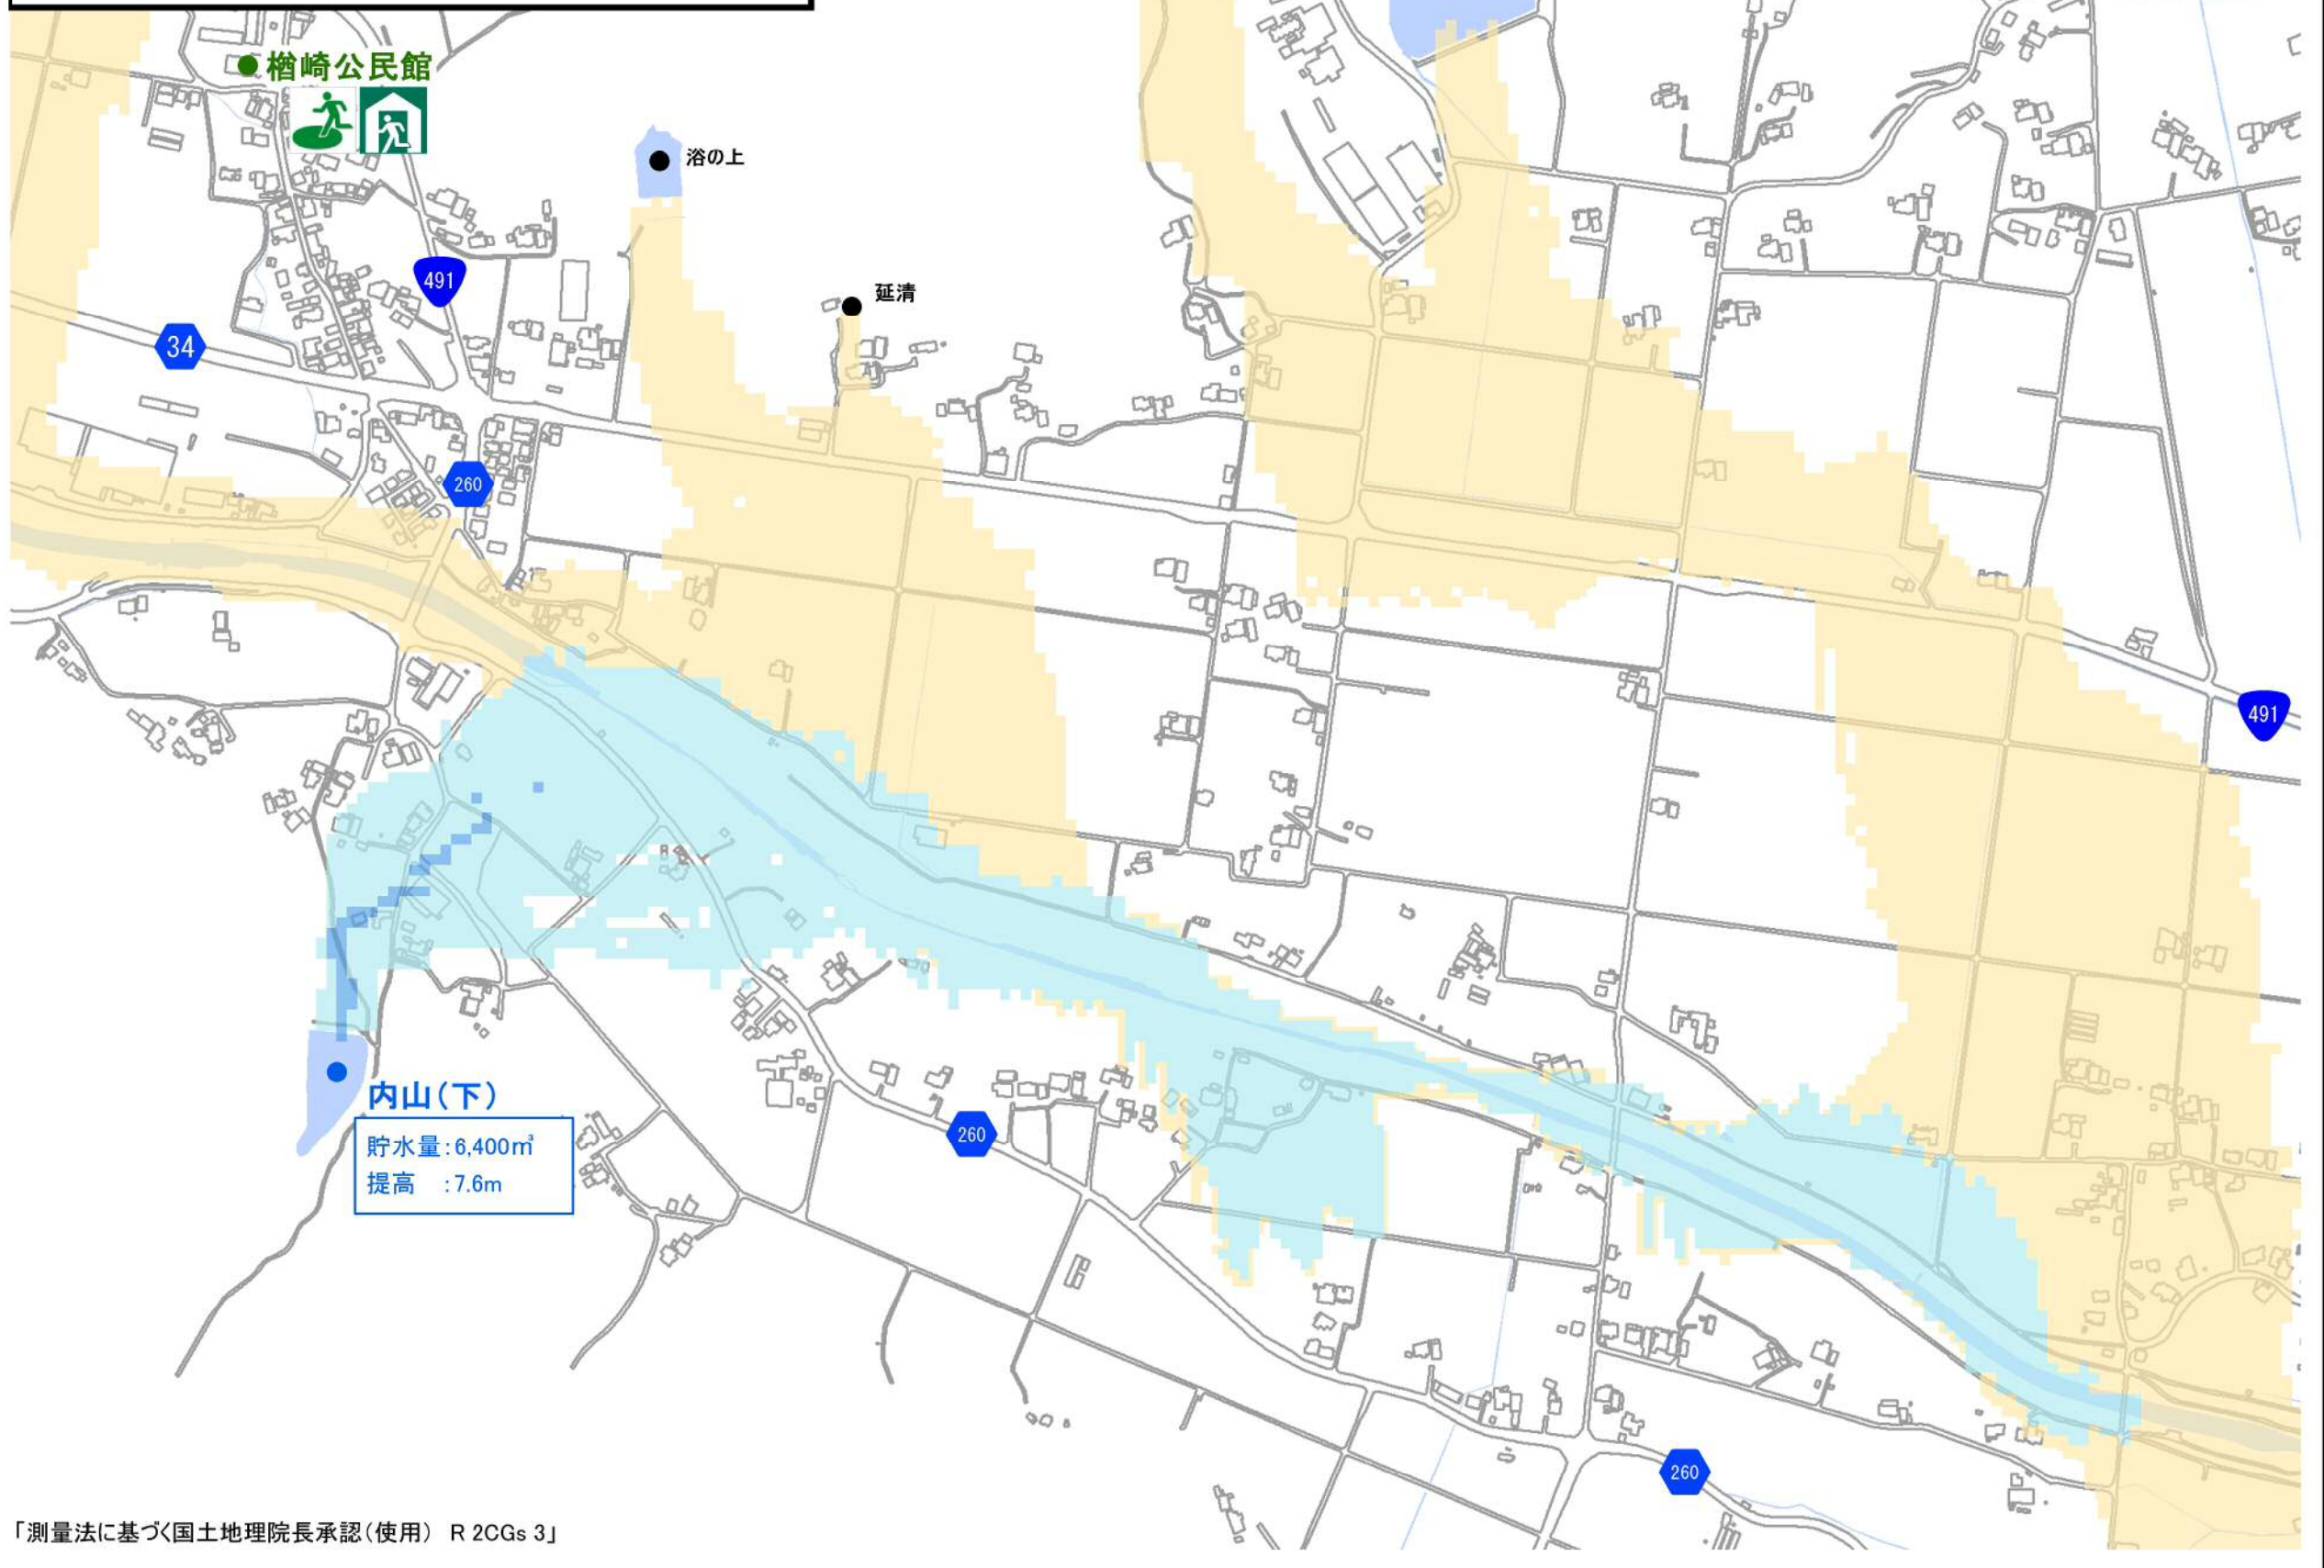 楢崎公民館
浴の上
延清
491
34
260
491
内山(下)
貯水量:6,400㎥
提高 :7.6m
260
260
「測量法に基づく国土地理院長承認(使用) R 2CGs 3」